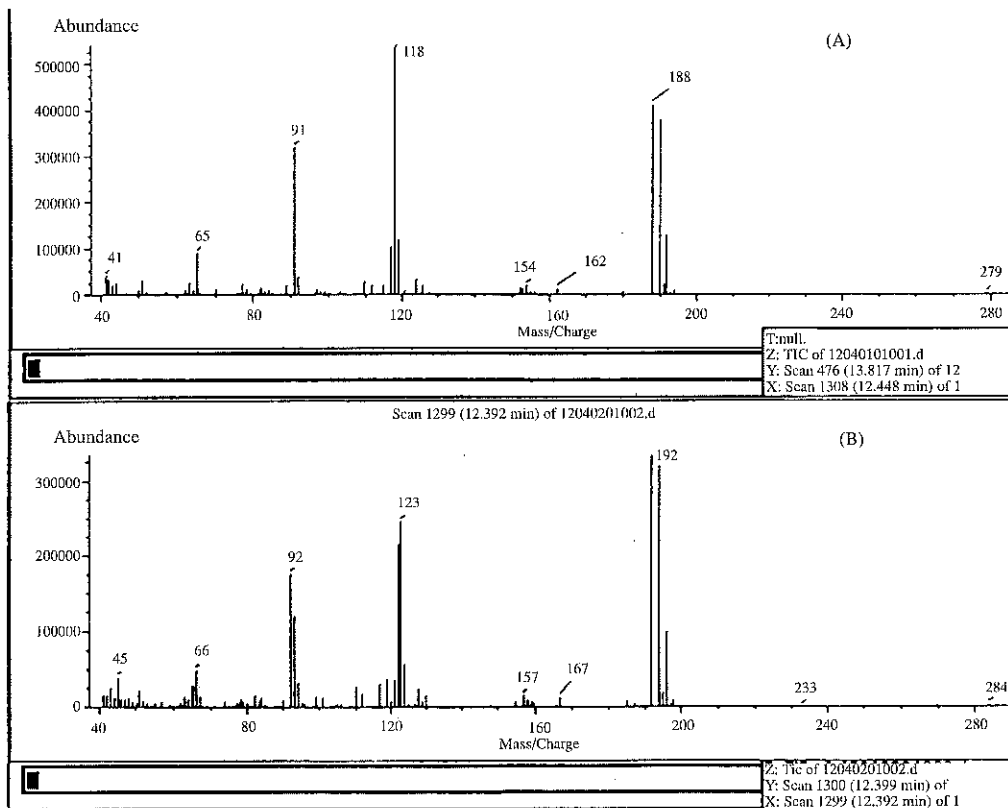 Abundance
(A)
118
188
500000
400000
91
300000
200000
65
100000
41
154
162
279
0
40
80
120
160
200
240
280
Mass/Charge
T:null.
Z; TIC of 12040101001.d
Y: Scan 476 (13.817 min) of 12
X: Scan 1308 (12.448 min) of 1
Scan 1299 (12.392 min) of 12040201002.d
Abundance
(B)
192
300000
123
200000
92
100000
45
66
157
167
233
284
0
40
80
120
160
200
240
280
Mass/Charge
Z; Tic of 12040201002.d
Y: Scan 1300 (12.399 min) of
X: Scan 1299 (12.392 min) of 1